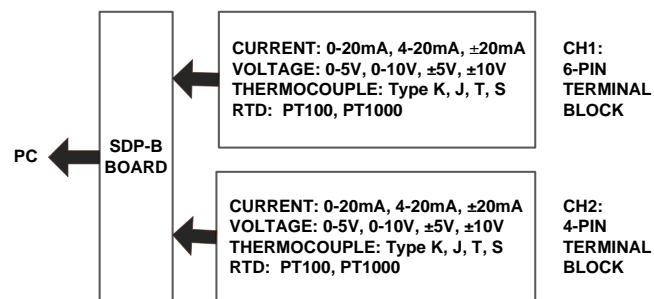 CURRENT: 0-20mA, 4-20mA, ±20mA
VOLTAGE: 0-5V, 0-10V, ±5V, ±10V
THERMOCOUPLE: Type K, J, T, S
RTD: PT100, PT1000
CH1:
6-PIN
TERMINAL
BLOCK
PC
SDP-B
BOARD
CURRENT: 0-20mA, 4-20mA, ±20mA
VOLTAGE: 0-5V, 0-10V, ±5V, ±10V
THERMOCOUPLE: Type K, J, T, S
RTD: PT100, PT1000
CH2:
4-PIN
TERMINAL
BLOCK